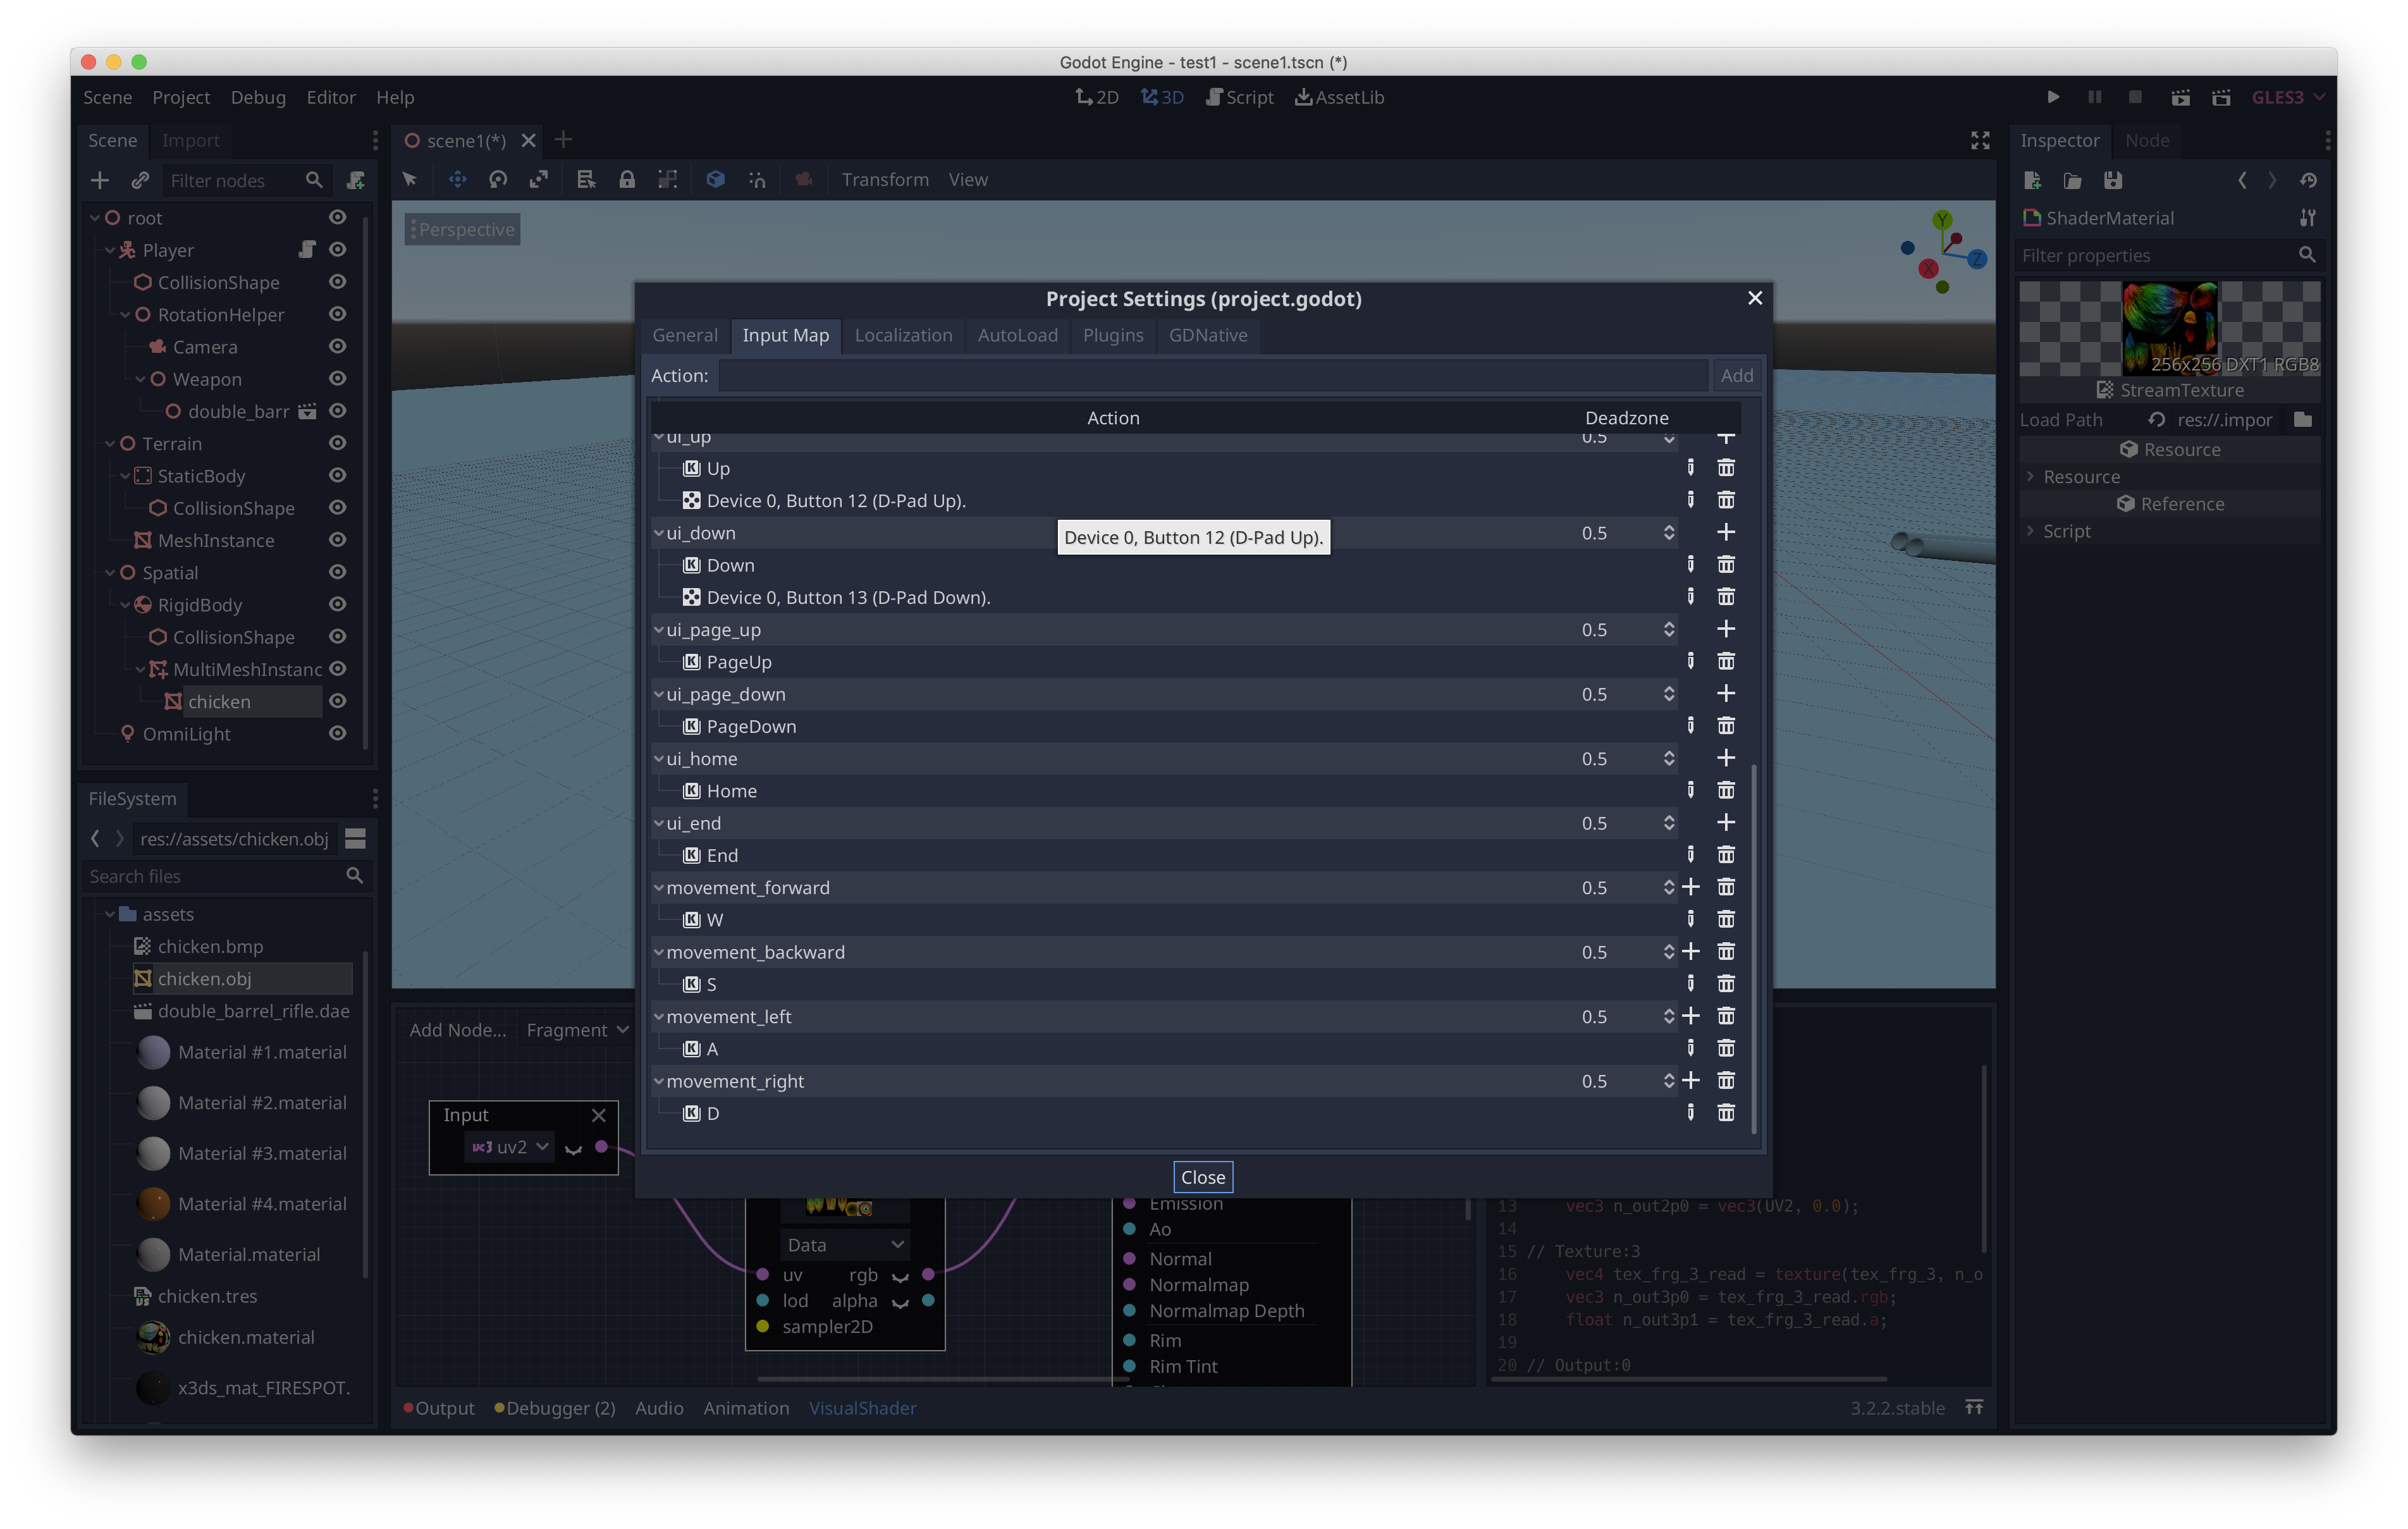 Godot Engine - test1 - scene1.tscn (*)
Scene Project Debug Editor Help
2D 3D Script AssetLib
GLES3
Scene Import
Filter nodes
root
Player
CollisionShape
RotationHelper
Camera
Weapon
double_barr
Terrain
StaticBody
CollisionShape
MeshInstance
Spatial
RigidBody
CollisionShape
MultiMeshInstanc
chicken
OmniLight
FileSystem
res://assets/chicken.obj
Search files
assets
chicken.bmp
chicken.obj
double_barrel_rifle.dae
Material #1.material
Material #2.material
Material #3.material
Material #4.material
Material.material
chicken.tres
chicken.material
x3ds_mat_FIRESPOT.
scene1(*)
Transform View
Perspective
Y
Z
X
Project Settings (project.godot)
General Input Map Localization AutoLoad Plugins GDNative
Action: Add
Action Deadzone
ui_up 0.5
Up
Device 0, Button 12 (D-Pad Up).
ui_down 0.5
Device 0, Button 12 (D-Pad Up).
Down
Device 0, Button 13 (D-Pad Down).
ui_page_up 0.5
PageUp
ui_page_down 0.5
PageDown
ui_home 0.5
Home
ui_end 0.5
End
movement_forward 0.5
W
movement_backward 0.5
S
movement_left 0.5
A
movement_right 0.5
D
Close
Add Node... Fragment
Input
uv2
Data
uv rgb
lod alpha
sampler2D
Emission
Ao
Normal
Normalmap
Normalmap Depth
Rim
Rim Tint
13 vec3 n_out2p0 = vec3(UV2, 0.0);
14
15 // Texture:3
16 vec4 tex_frg_3_read = texture(tex_frg_3, n_o
17 vec3 n_out3p0 = tex_frg_3_read.rgb;
18 float n_out3p1 = tex_frg_3_read.a;
19
20 // Output:0
Output Debugger (2) Audio Animation VisualShader
3.2.2.stable
Inspector Node
ShaderMaterial
Filter properties
256x256 DXT1 RGB8
StreamTexture
Load Path res://.impor
Resource
Resource
Reference
Script